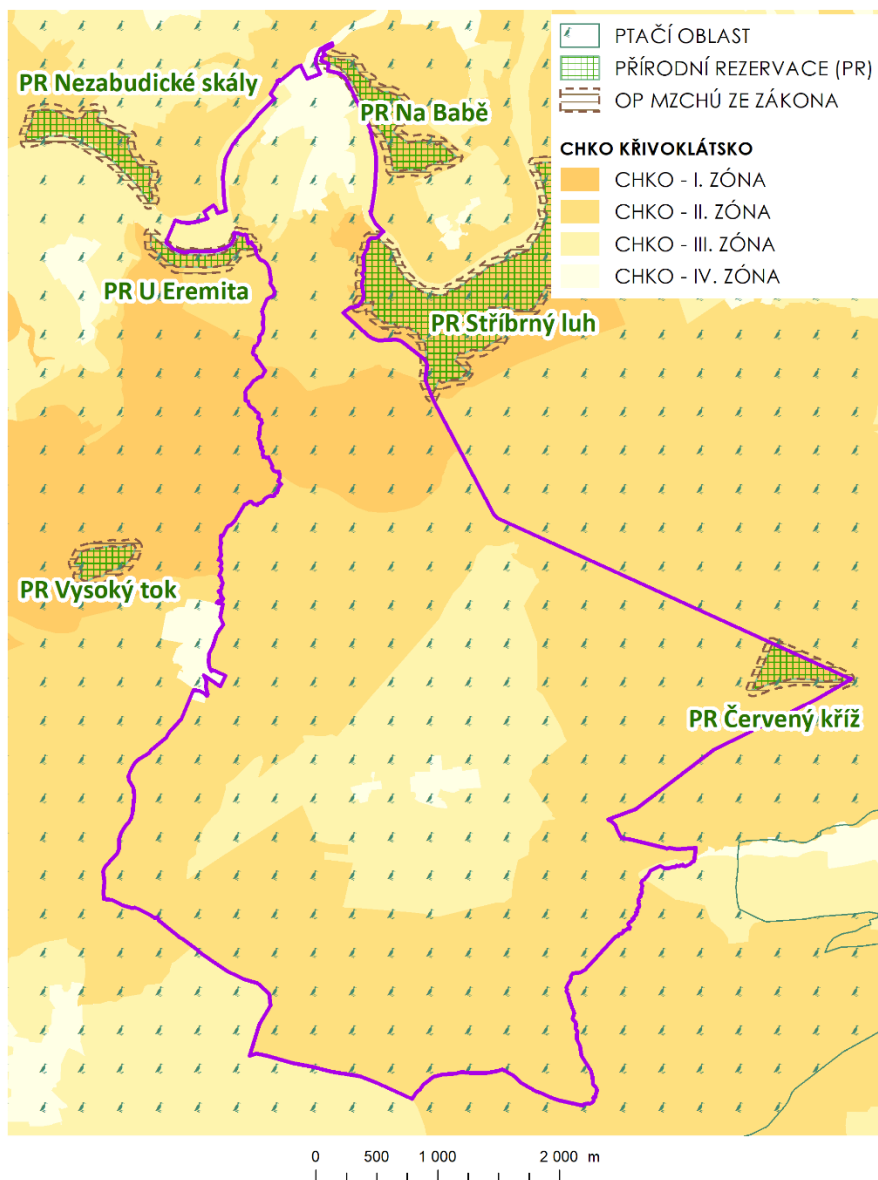 PTAČÍ OBLAST
PŘÍRODNÍ REZERVACE (PR)
OP MZCHÚ ZE ZÁKONA
CHKO KŘIVOKLÁTSKO
CHKO - I. ZÓNA
CHKO - II. ZÓNA
CHKO - III. ZÓNA
CHKO - IV. ZÓNA
PR Nezabudické skály
PR Na Babě
PR U Eremita
PR Stříbrný luh
PR Vysoký tok
PR Červený kříž
0 500 1 000 2 000 m